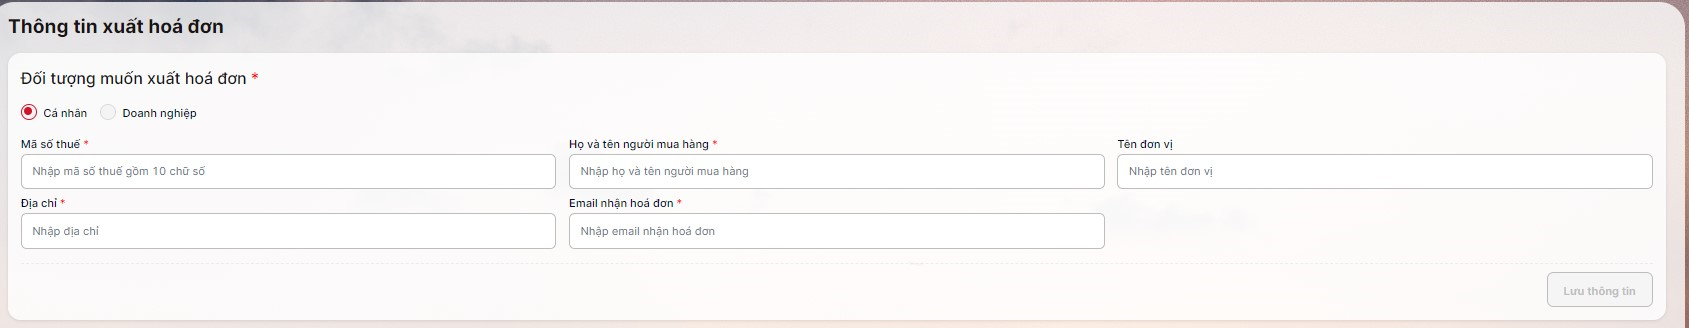 Thông tin xuất hoá đơn
Đối tượng muốn xuất hoá đơn *
Cá nhân Doanh nghiệp
Mã số thuế * Họ và tên người mua hàng * Tên đơn vị
Nhập mã số thuế gồm 10 chữ số Nhập họ và tên người mua hàng Nhập tên đơn vị
Địa chỉ * Email nhận hoá đơn *
Nhập địa chỉ Nhập email nhận hoá đơn
Lưu thông tin